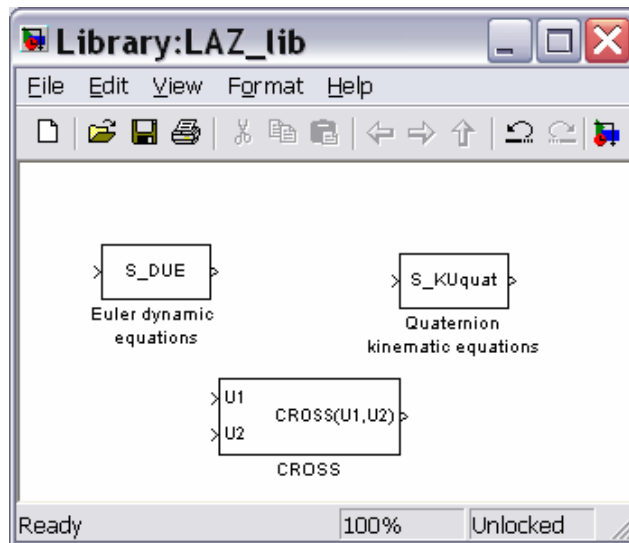 Library:LAZ_lib
File Edit View Format Help
S_DUE
Euler dynamic
equations
S_KUquat
Quaternion
kinematic equations
U1
U2
CROSS(U1,U2)
CROSS
Ready 100% Unlocked